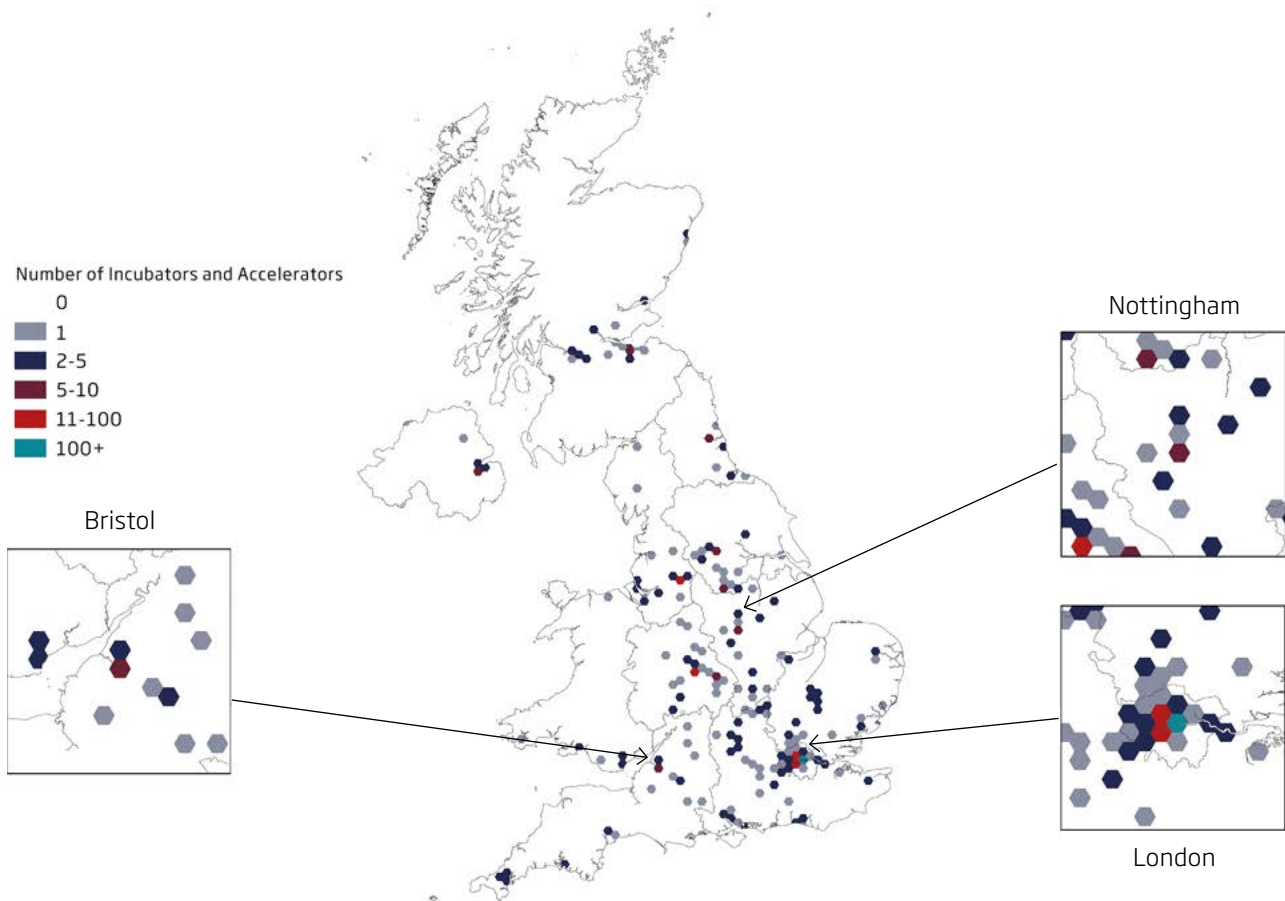 Number of Incubators and Accelerators
0
1
2-5
5-10
11-100
100+
Bristol
Nottingham
London